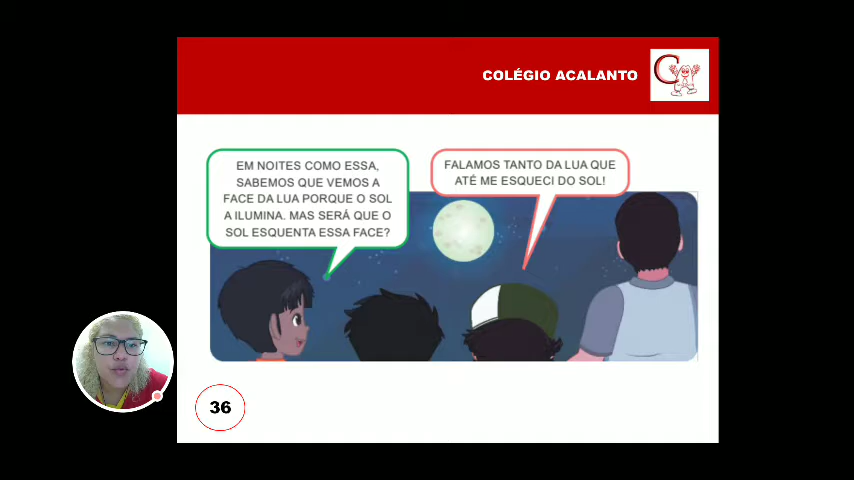 COLÉGIO ACALANTO
EM NOITES COMO ESSA,
SABEMOS QUE VEMOS A
FACE DA LUA PORQUE O SOL
A ILUMINA. MAS SERÁ QUE O
SOL ESQUENTA ESSA FACE?
FALAMOS TANTO DA LUA QUE
ATÉ ME ESQUECI DO SOL!
36